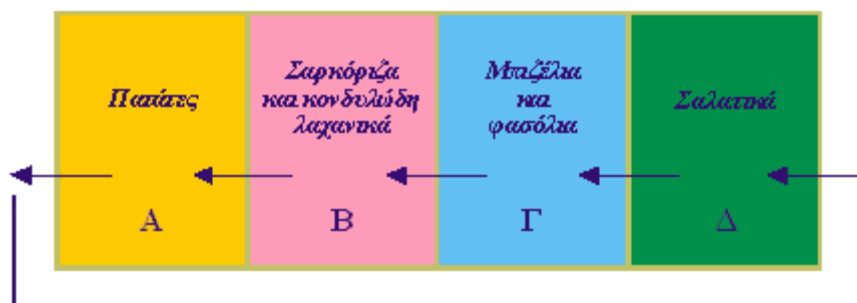 Πατάτες
Σαρκόριζα
και κονδυλώδη
λαχανικά
Μπιζέλια
και
φασόλια
Σαλατικά
Α
Β
Γ
Δ